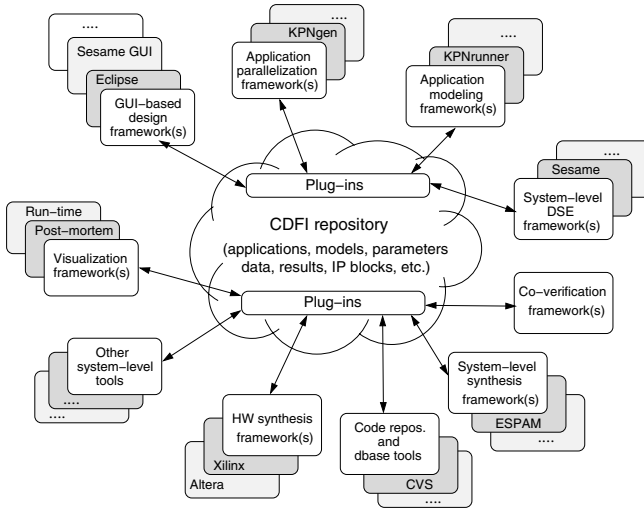 ....
Sesame GUI
Eclipse
GUI−based
design
framework(s)
....
KPNgen
Application
parallelization
framework(s)
....
KPNrunner
Application
modeling
framework(s)
....
Sesame
System−level
DSE
framework(s)
Plug−ins
CDFI repository
(applications, models, parameters
data, results, IP blocks, etc.)
Plug−ins
Run−time
Post−mortem
Visualization
framework(s)
Co−verification
framework(s)
Other
system−level
tools
....
....
HW synthesis
framework(s)
Xilinx
Altera
Code repos.
and
dbase tools
CVS
....
System−level
synthesis
framework(s)
ESPAM
....